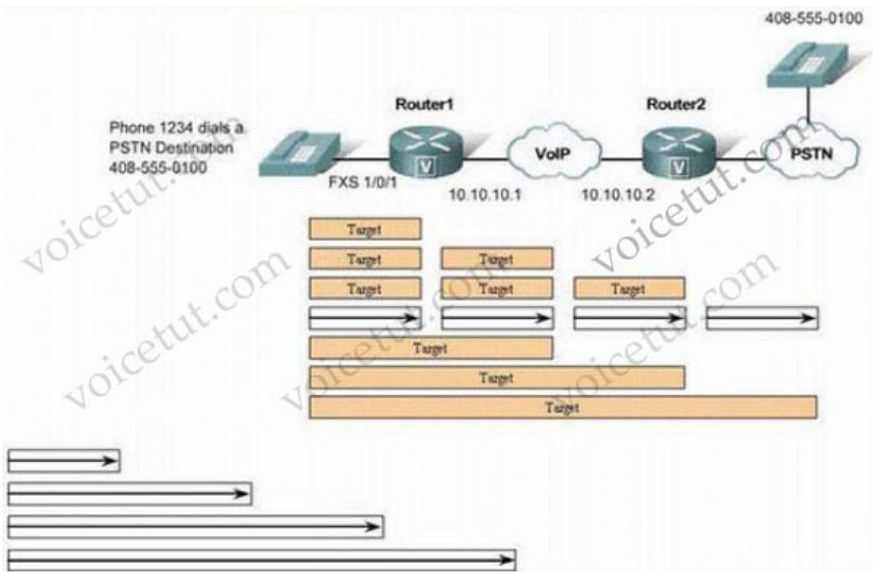 408-555-0100
Router1
Router2
Phone 1234 dials a
PSTN Destination
408-555-0100
VoIP
PSTN
FXS 1/0/1
10.10.10.1
10.10.10.2
Target
Target
Target
Target
Target
Target
Target
Target
Target
V
V
voicetut.com
voicetut.com
voicetut.com
voicetut.com
voicetut.com